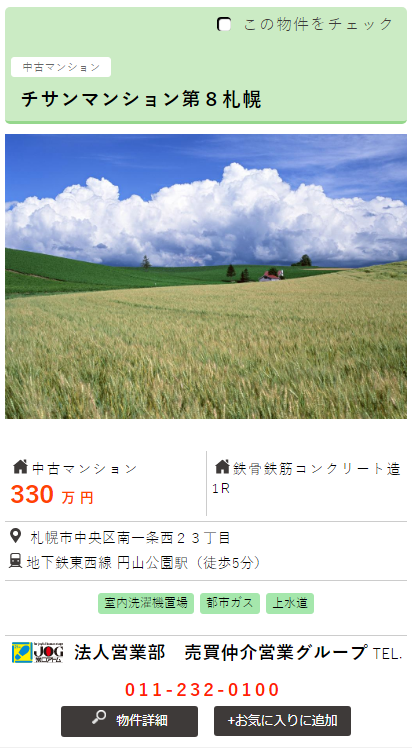 この物件をチェック
中古マンション
チサンマンション第８札幌
中古マンション
330 万円
鉄骨鉄筋コンクリート造
1R
札幌市中央区南一条西２３丁目
地下鉄東西線 円山公園駅（徒歩5分）
室内洗濯機置場 都市ガス 上水道
JOG 法人営業部　売買仲介営業グループ TEL.
011-232-0100
物件詳細 +お気に入りに追加